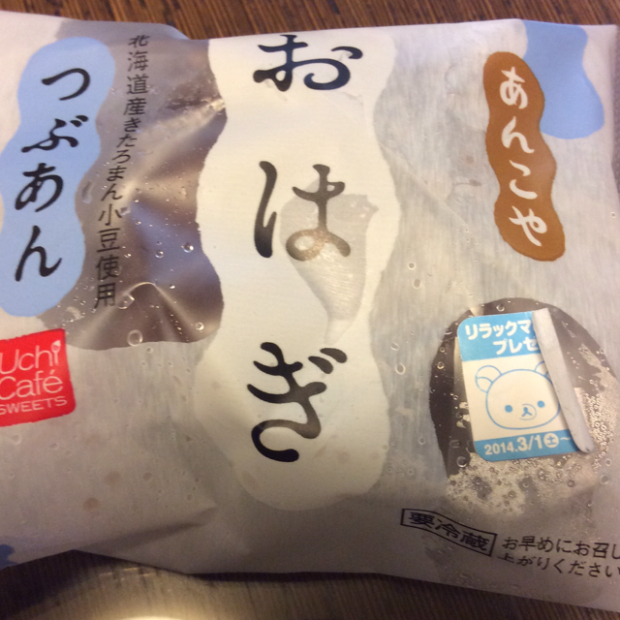 あんこや
おはぎ
北海道産きたろまん小豆使用
つぶあん
Uchi
Café
SWEETS
リラックマ
プレゼ
2014.3/1(土)~
要冷蔵
お早めにお召し
上がりください